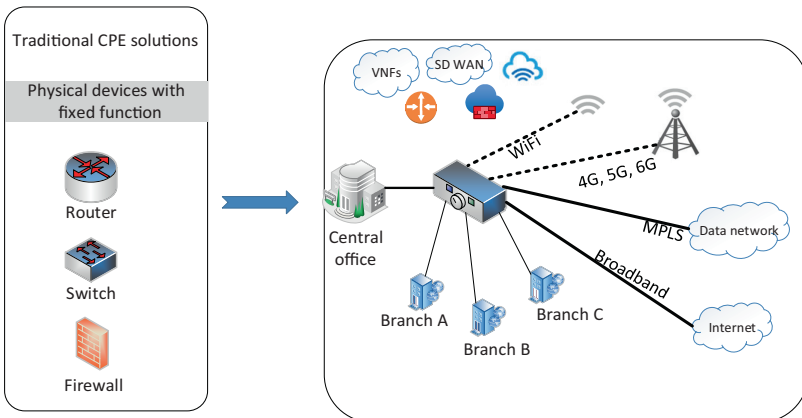 Traditional CPE solutions
Physical devices with
fixed function
Router
Switch
Firewall
VNFs
SD WAN
WiFi
4G, 5G, 6G
Central
office
MPLS
Data network
Broadband
Internet
Branch A
Branch B
Branch C